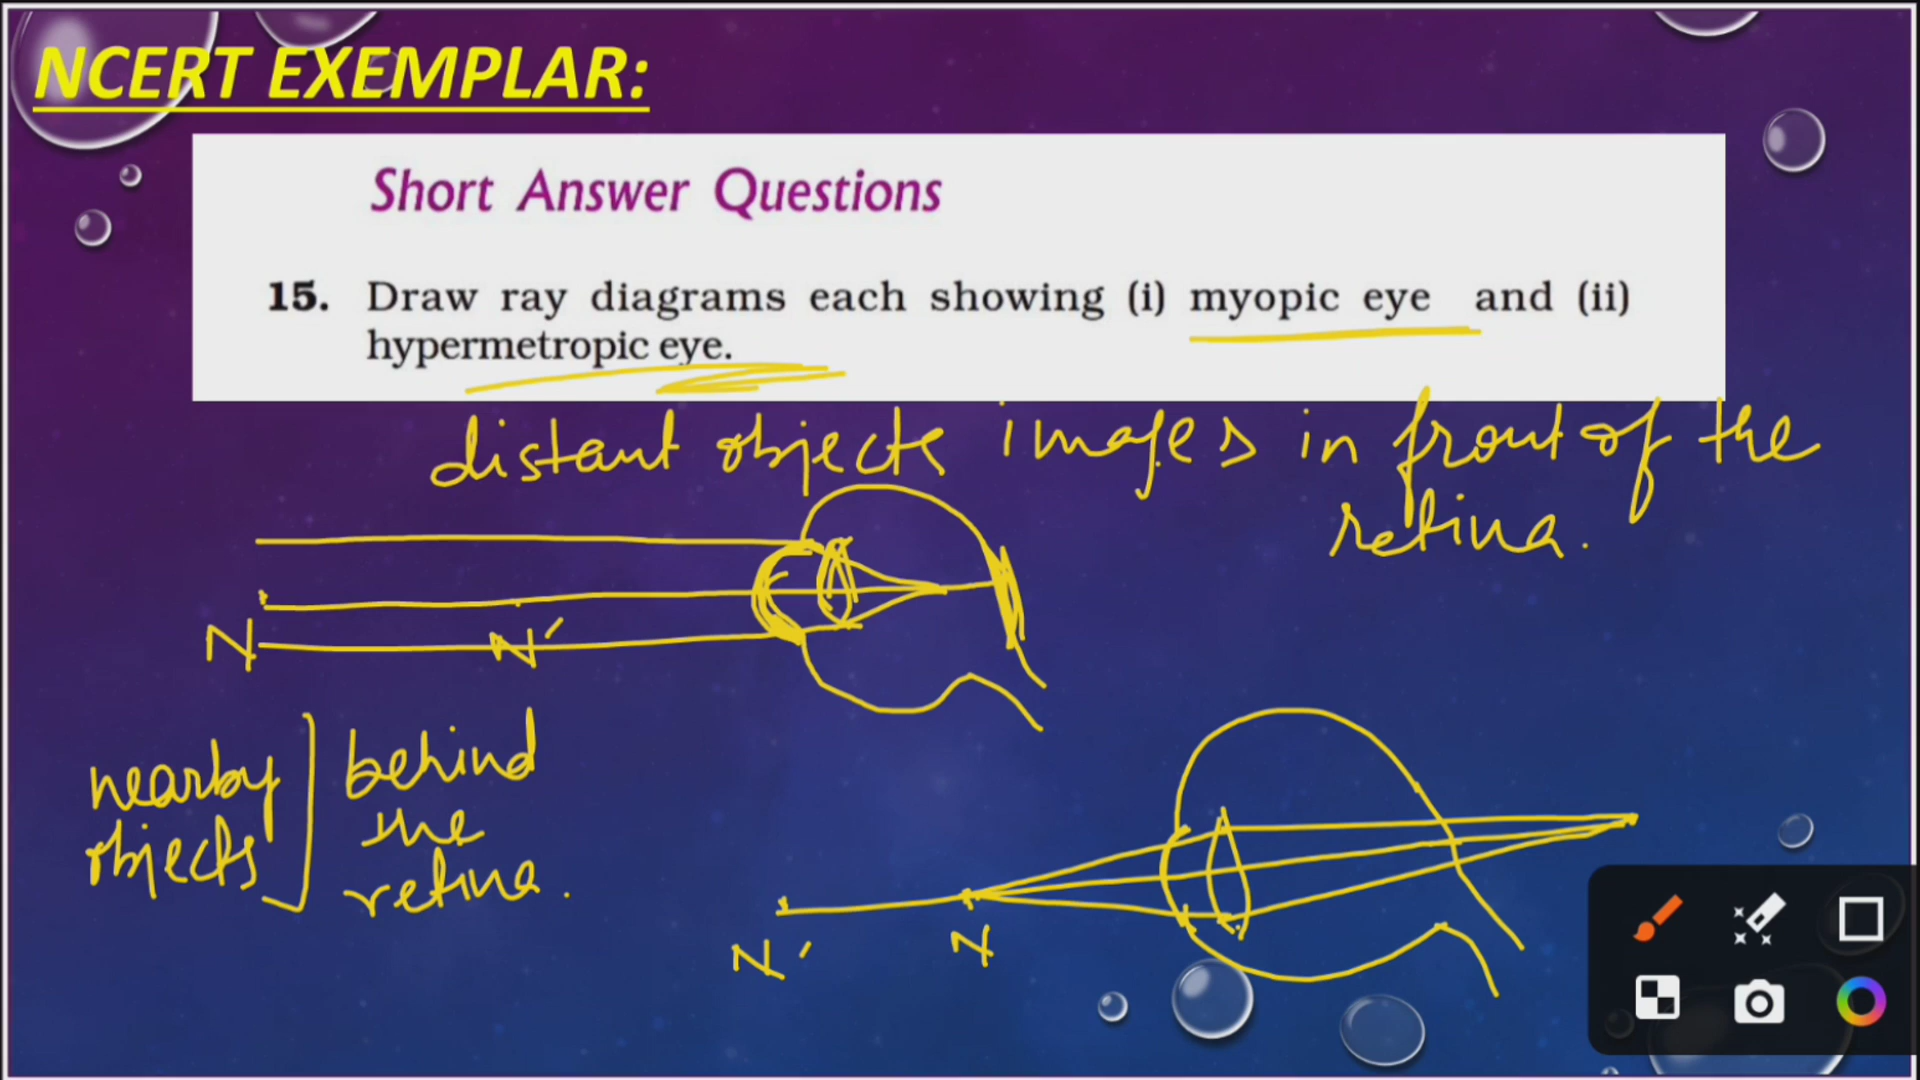 NCERT EXEMPLAR:
Short Answer Questions
15. Draw ray diagrams each showing (i) myopic eye and (ii)
hypermetropic eye.
distant objects images in front of the
retina.
N N′
nearby
objects
behind
the
retina.
N′ N